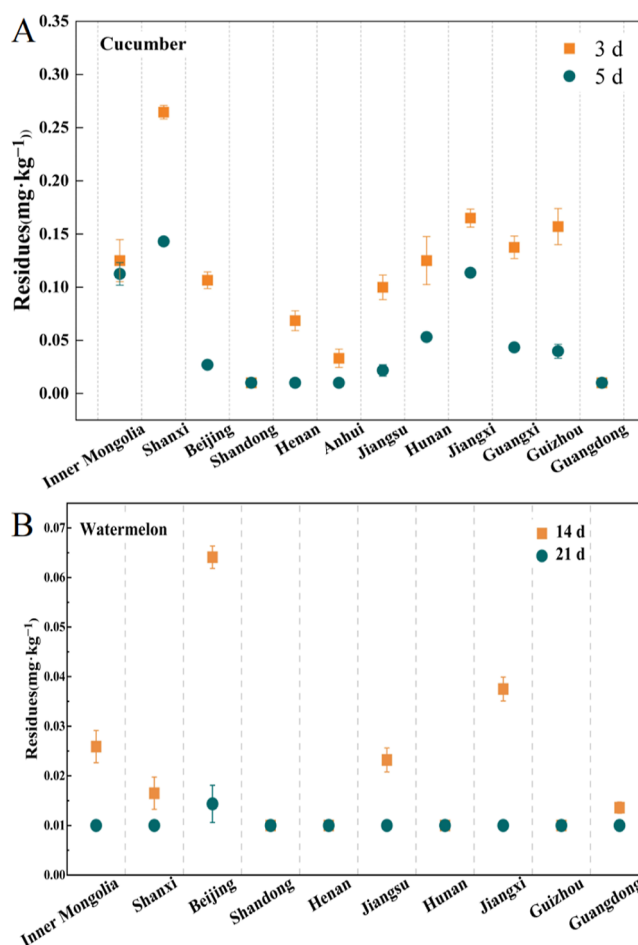 A
Cucumber
3 d
5 d
Residues(mg·kg⁻¹))
0.35
0.30
0.25
0.20
0.15
0.10
0.05
0.00
Inner Mongolia
Shanxi
Beijing
Shandong
Henan
Anhui
Jiangsu
Hunan
Jiangxi
Guangxi
Guizhou
Guangdong
B
Watermelon
14 d
21 d
Residues(mg·kg⁻¹)
0.07
0.06
0.05
0.04
0.03
0.02
0.01
0.00
Inner Mongolia
Shanxi
Beijing
Shandong
Henan
Jiangsu
Hunan
Jiangxi
Guizhou
Guangdong